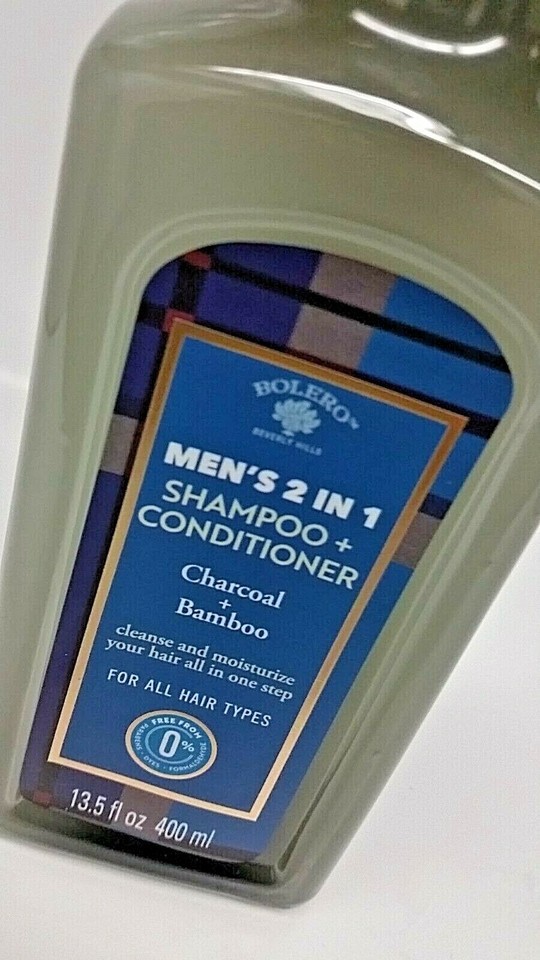 BOLERO
BEVERLY HILLS
MEN'S 2 IN 1
SHAMPOO +
CONDITIONER
Charcoal
+
Bamboo
cleanse and moisturize
your hair all in one step
FOR ALL HAIR TYPES
FREE FROM
0%
PARABENS · DYES · FORMALDEHYDE
13.5 fl oz 400 ml